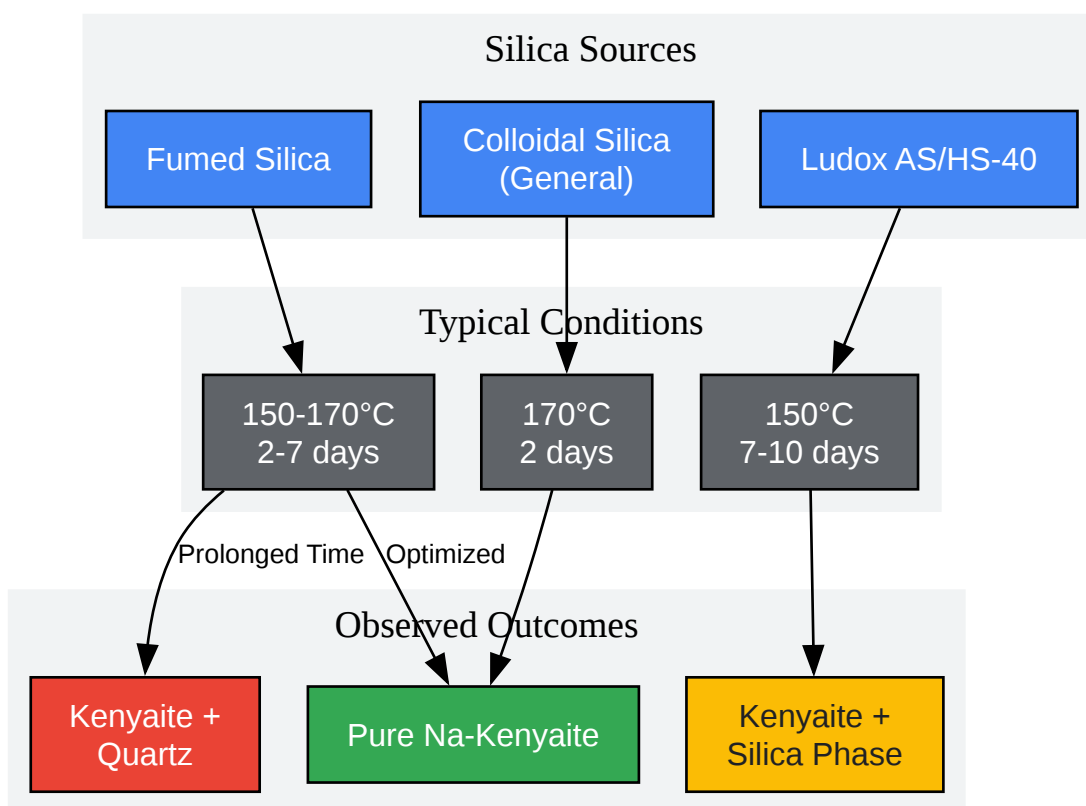 Silica Sources
Fumed Silica
Colloidal Silica
(General)
Ludox AS/HS-40
Typical Conditions
150-170°C
2-7 days
170°C
2 days
150°C
7-10 days
Prolonged Time
Optimized
Observed Outcomes
Kenyaite +
Quartz
Pure Na-Kenyaite
Kenyaite +
Silica Phase